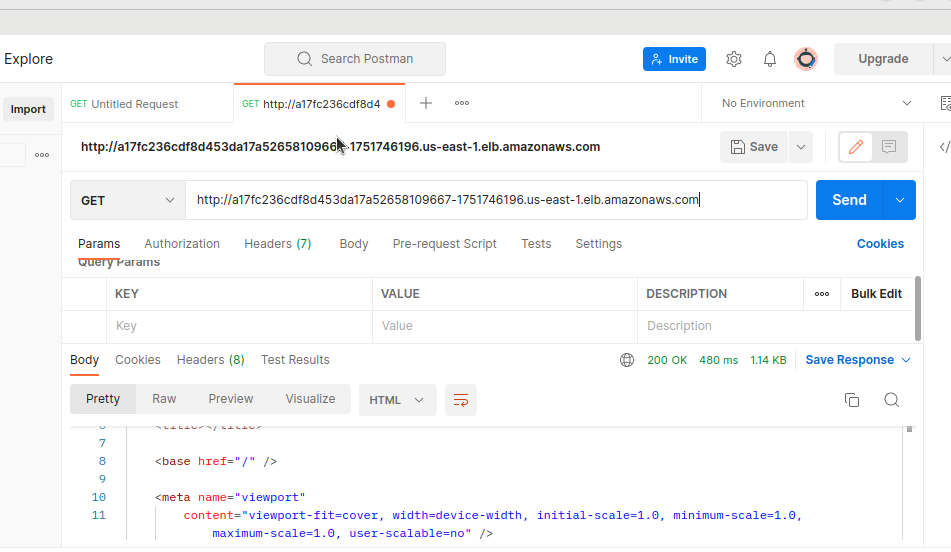 Explore
Search Postman
Invite
Upgrade
Import
GET Untitled Request
GET http://a17fc236cdf8d4
No Environment
http://a17fc236cdf8d453da17a52658109667-1751746196.us-east-1.elb.amazonaws.com
Save
GET
http://a17fc236cdf8d453da17a52658109667-1751746196.us-east-1.elb.amazonaws.com
Send
Params Authorization Headers (7) Body Pre-request Script Tests Settings Cookies
Query Params
KEY VALUE DESCRIPTION Bulk Edit
Key Value Description
Body Cookies Headers (8) Test Results 200 OK 480 ms 1.14 KB Save Response
Pretty Raw Preview Visualize HTML
6 <title></title>
7
8 <base href="/" />
9
10 <meta name="viewport"
11 content="viewport-fit=cover, width=device-width, initial-scale=1.0, minimum-scale=1.0,
maximum-scale=1.0, user-scalable=no" />